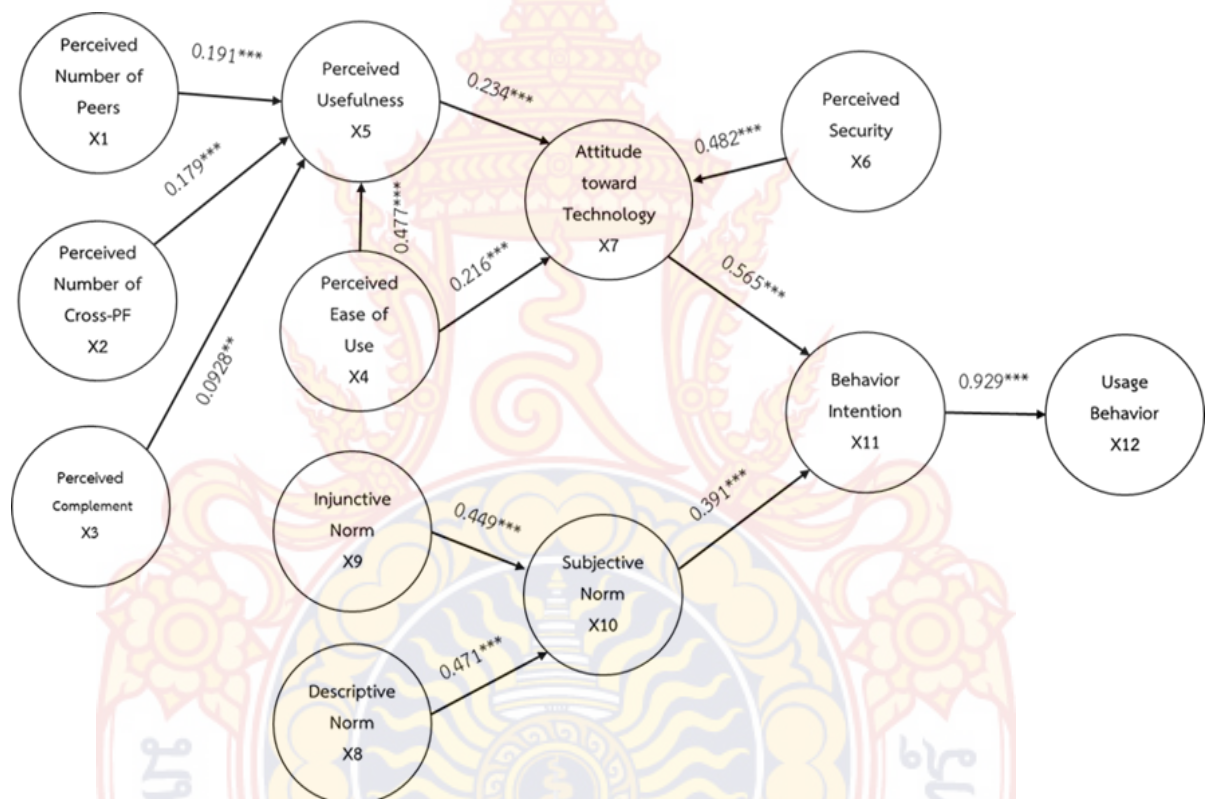 Perceived
Number of
Peers
X1
0.191***
Perceived
Usefulness
X5
0.234***
Perceived
Security
X6
0.482***
Attitude
toward
Technology
X7
0.179***
0.477***
Perceived
Number of
Cross-PF
X2
Perceived
Ease of
Use
X4
0.216***
0.565***
0.0928**
Behavior
Intention
X11
0.929***
Usage
Behavior
X12
Perceived
Complement
X3
Injunctive
Norm
X9
0.449***
0.391***
Subjective
Norm
X10
0.471***
Descriptive
Norm
X8